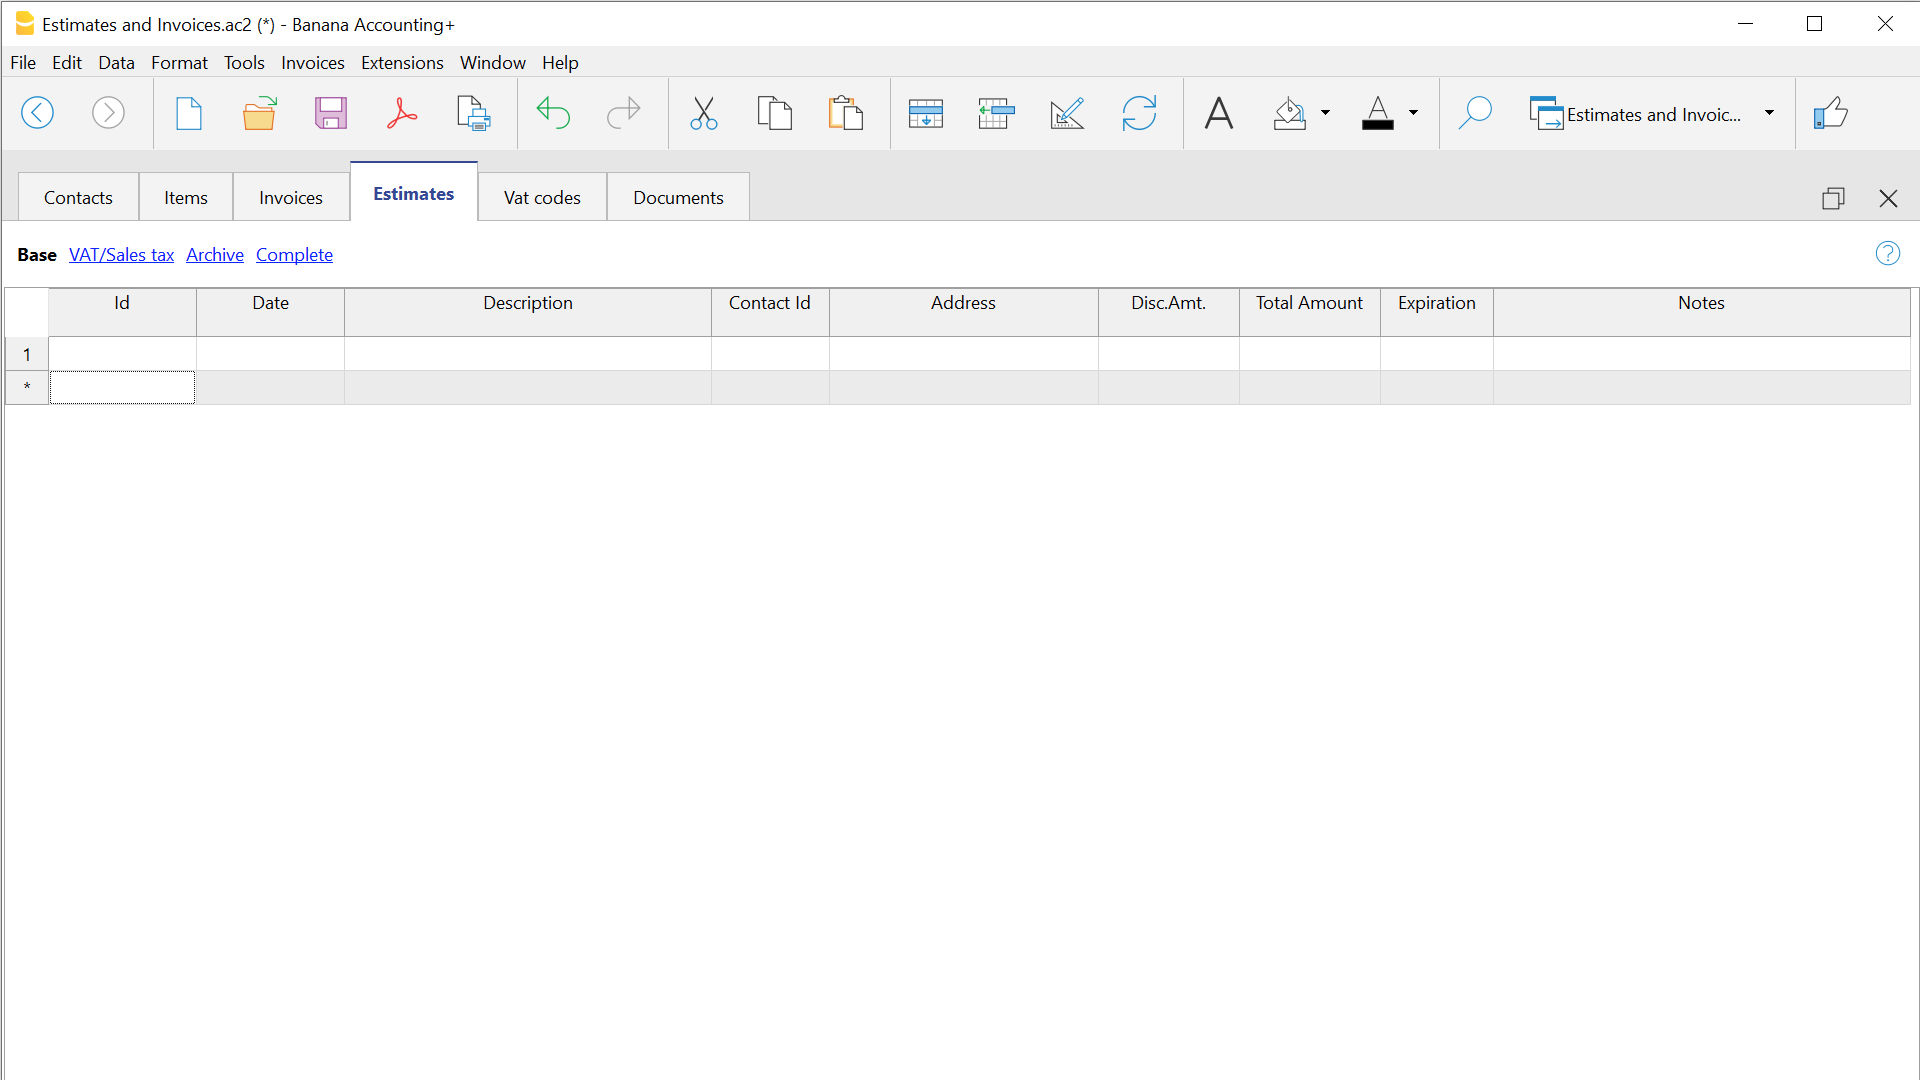 Estimates and Invoices.ac2 (*) - Banana Accounting+
File Edit Data Format Tools Invoices Extensions Window Help
Estimates and Invoic...
Contacts Items Invoices Estimates Vat codes Documents
Base VAT/Sales tax Archive Complete
Id Date Description Contact Id Address Disc.Amt. Total Amount Expiration Notes
1
*